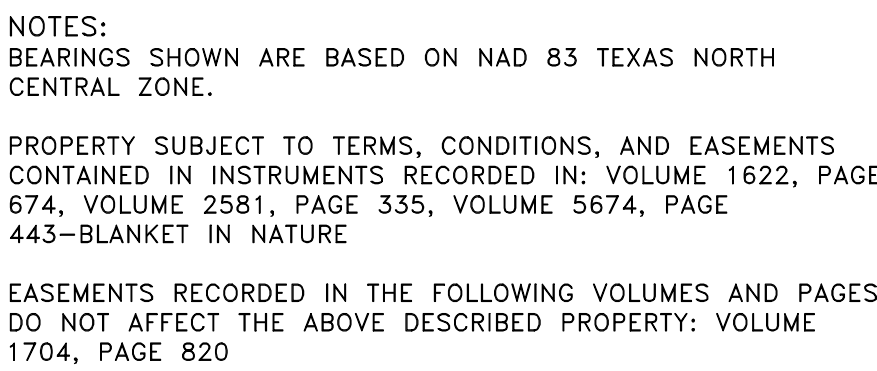 NOTES:
BEARINGS SHOWN ARE BASED ON NAD 83 TEXAS NORTH
CENTRAL ZONE.
PROPERTY SUBJECT TO TERMS, CONDITIONS, AND EASEMENTS
CONTAINED IN INSTRUMENTS RECORDED IN: VOLUME 1622, PAGE
674, VOLUME 2581, PAGE 335, VOLUME 5674, PAGE
443–BLANKET IN NATURE
EASEMENTS RECORDED IN THE FOLLOWING VOLUMES AND PAGES
DO NOT AFFECT THE ABOVE DESCRIBED PROPERTY: VOLUME
1704, PAGE 820